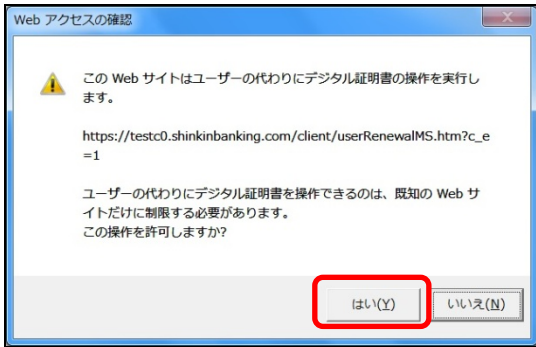 Web アクセスの確認
この Web サイトはユーザーの代わりにデジタル証明書の操作を実行し
ます。
https://testc0.shinkinbanking.com/client/userRenewalMS.htm?c_e
=1
ユーザーの代わりにデジタル証明書を操作できるのは、既知の Web サ
イトだけに制限する必要があります。
この操作を許可しますか?
はい(Y)
いいえ(N)